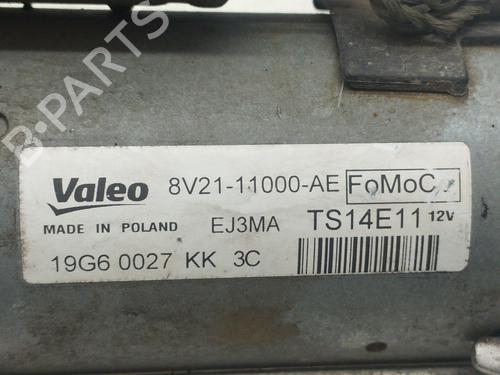 B-PARTS
Valeo 8V21-11000-AE FoMoCo
MADE IN POLAND EJ3MA TS14E11 12V
19G6 0027 KK 3C